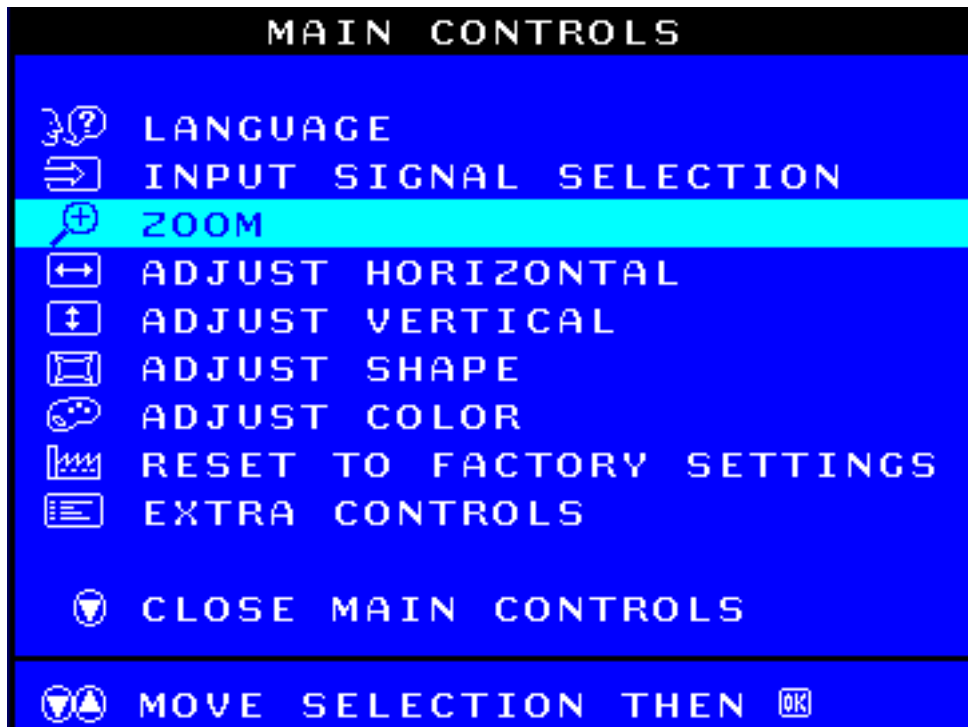 MAIN CONTROLS
LANGUAGE
INPUT SIGNAL SELECTION
ZOOM
ADJUST HORIZONTAL
ADJUST VERTICAL
ADJUST SHAPE
ADJUST COLOR
RESET TO FACTORY SETTINGS
EXTRA CONTROLS
CLOSE MAIN CONTROLS
MOVE SELECTION THEN OK